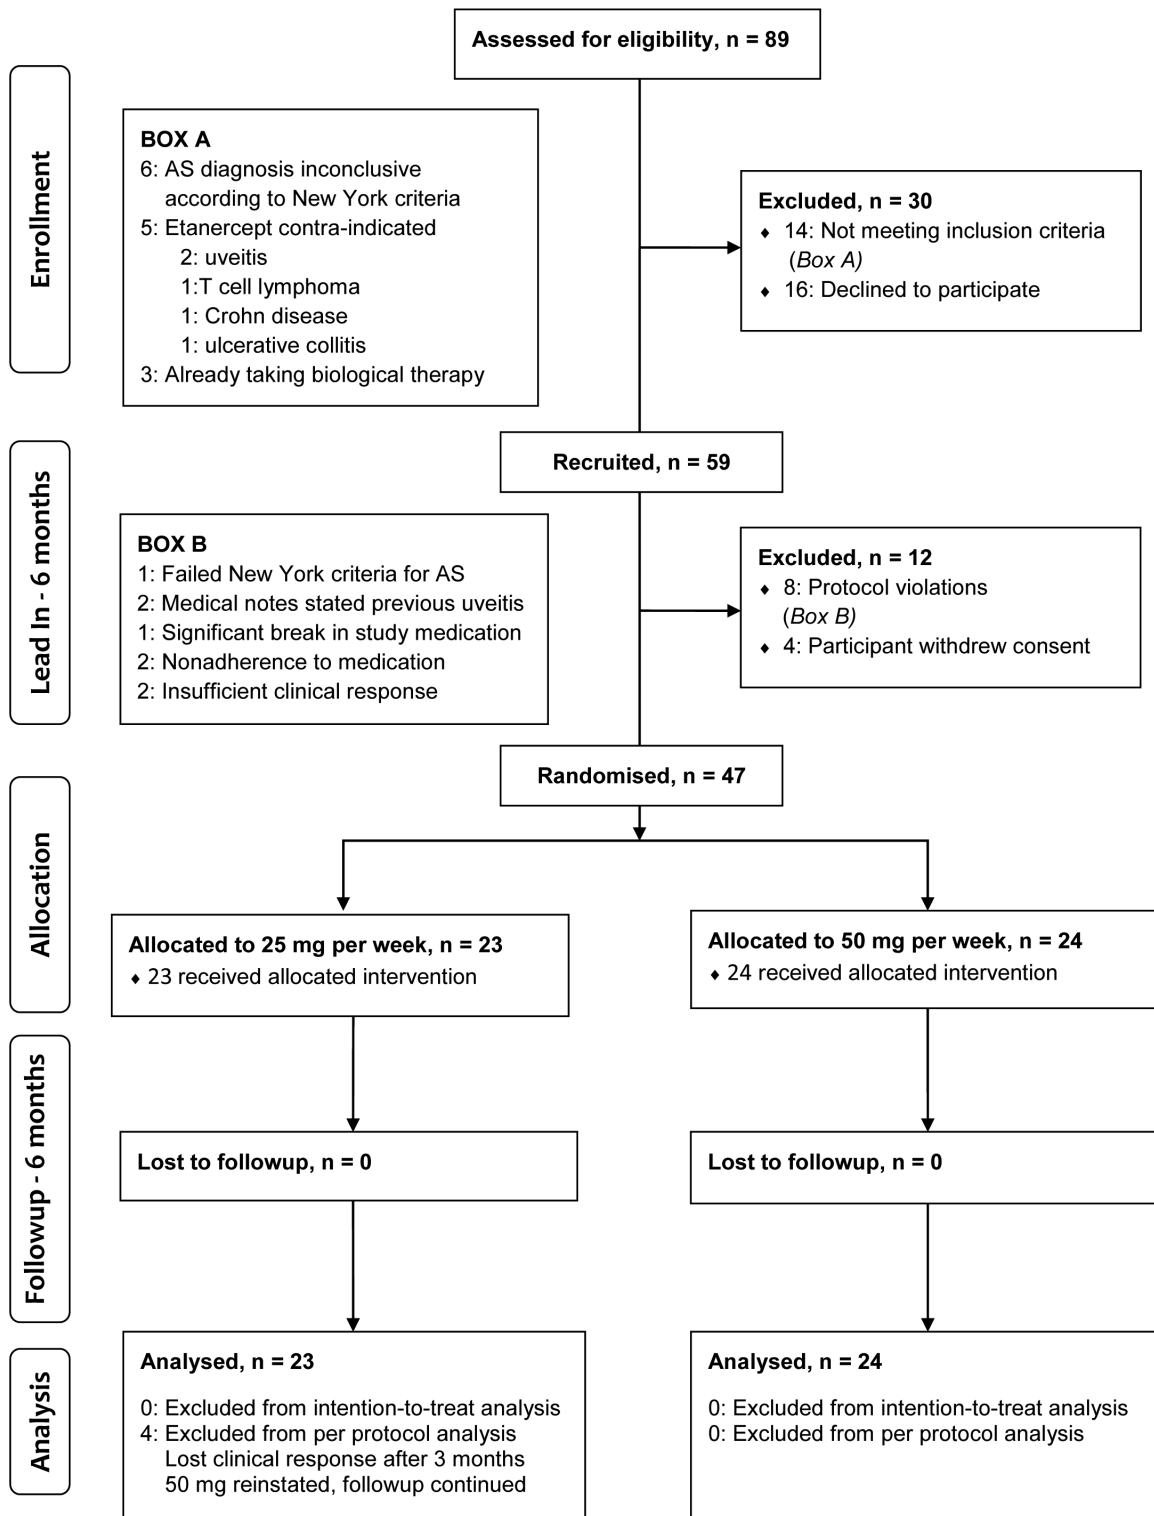 Assessed for eligibility, n = 89
Enrollment
BOX A
6: AS diagnosis inconclusive
according to New York criteria
5: Etanercept contra-indicated
2: uveitis
1:T cell lymphoma
1: Crohn disease
1: ulcerative collitis
3: Already taking biological therapy
Excluded, n = 30
♦ 14: Not meeting inclusion criteria
(Box A)
♦ 16: Declined to participate
Recruited, n = 59
Lead In - 6 months
BOX B
1: Failed New York criteria for AS
2: Medical notes stated previous uveitis
1: Significant break in study medication
2: Nonadherence to medication
2: Insufficient clinical response
Excluded, n = 12
♦ 8: Protocol violations
(Box B)
♦ 4: Participant withdrew consent
Randomised, n = 47
Allocation
Allocated to 25 mg per week, n = 23
♦ 23 received allocated intervention
Allocated to 50 mg per week, n = 24
♦ 24 received allocated intervention
Followup - 6 months
Lost to followup, n = 0
Lost to followup, n = 0
Analysis
Analysed, n = 23
0: Excluded from intention-to-treat analysis
4: Excluded from per protocol analysis
Lost clinical response after 3 months
50 mg reinstated, followup continued
Analysed, n = 24
0: Excluded from intention-to-treat analysis
0: Excluded from per protocol analysis